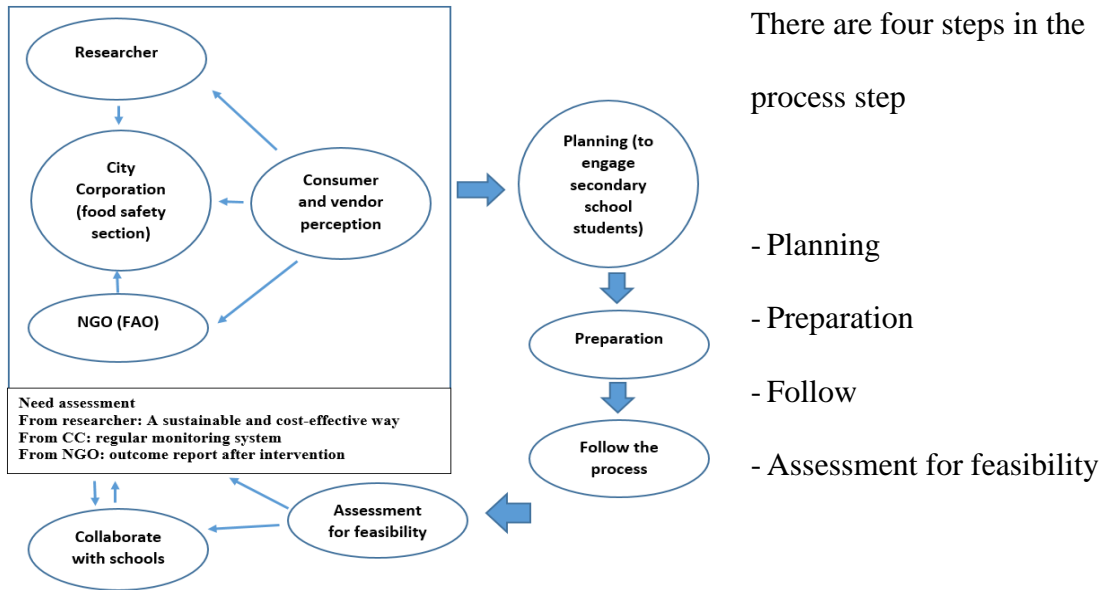 Researcher
City
Corporation
(food safety
section)
Consumer
and vendor
perception
NGO (FAO)
Need assessment
From researcher: A sustainable and cost-effective way
From CC: regular monitoring system
From NGO: outcome report after intervention
Collaborate
with schools
Assessment
for feasibility
Planning (to
engage
secondary
school
students)
Preparation
Follow the
process
There are four steps in the
process step
- Planning
- Preparation
- Follow
- Assessment for feasibility